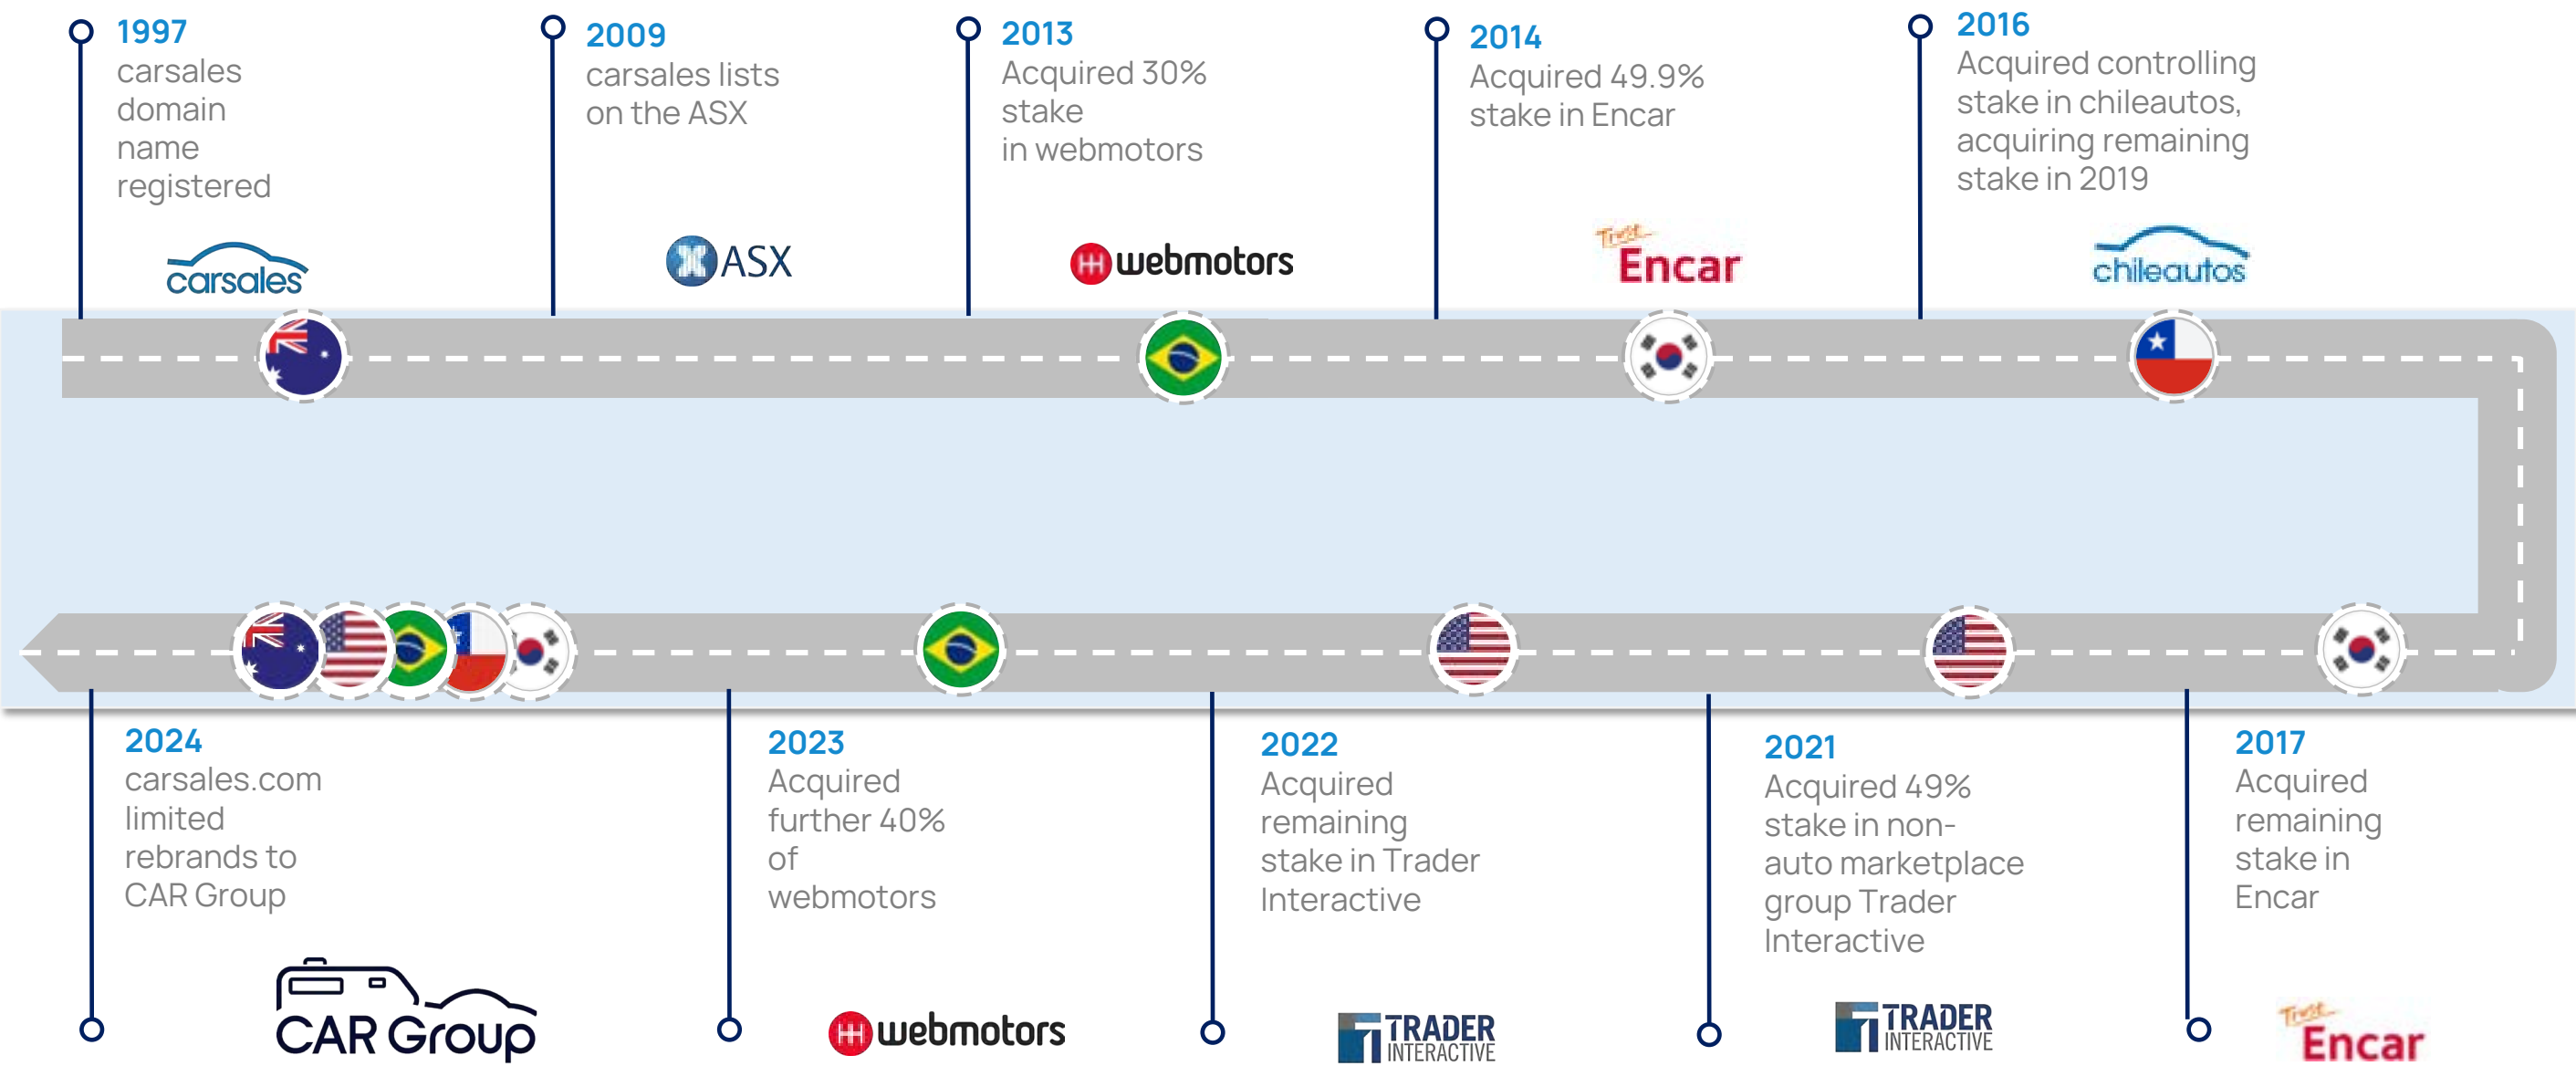 1997
carsales
domain
name
registered
carsales
2009
carsales lists
on the ASX
ASX
2013
Acquired 30%
stake
in webmotors
webmotors
2014
Acquired 49.9%
stake in Encar
Trust
Encar
2016
Acquired controlling
stake in chileautos,
acquiring remaining
stake in 2019
chileautos
2024
carsales.com
limited
rebrands to
CAR Group
CAR Group
2023
Acquired
further 40%
of
webmotors
webmotors
2022
Acquired
remaining
stake in Trader
Interactive
TRADER
INTERACTIVE
2021
Acquired 49%
stake in non-
auto marketplace
group Trader
Interactive
TRADER
INTERACTIVE
2017
Acquired
remaining
stake in
Encar
Trust
Encar